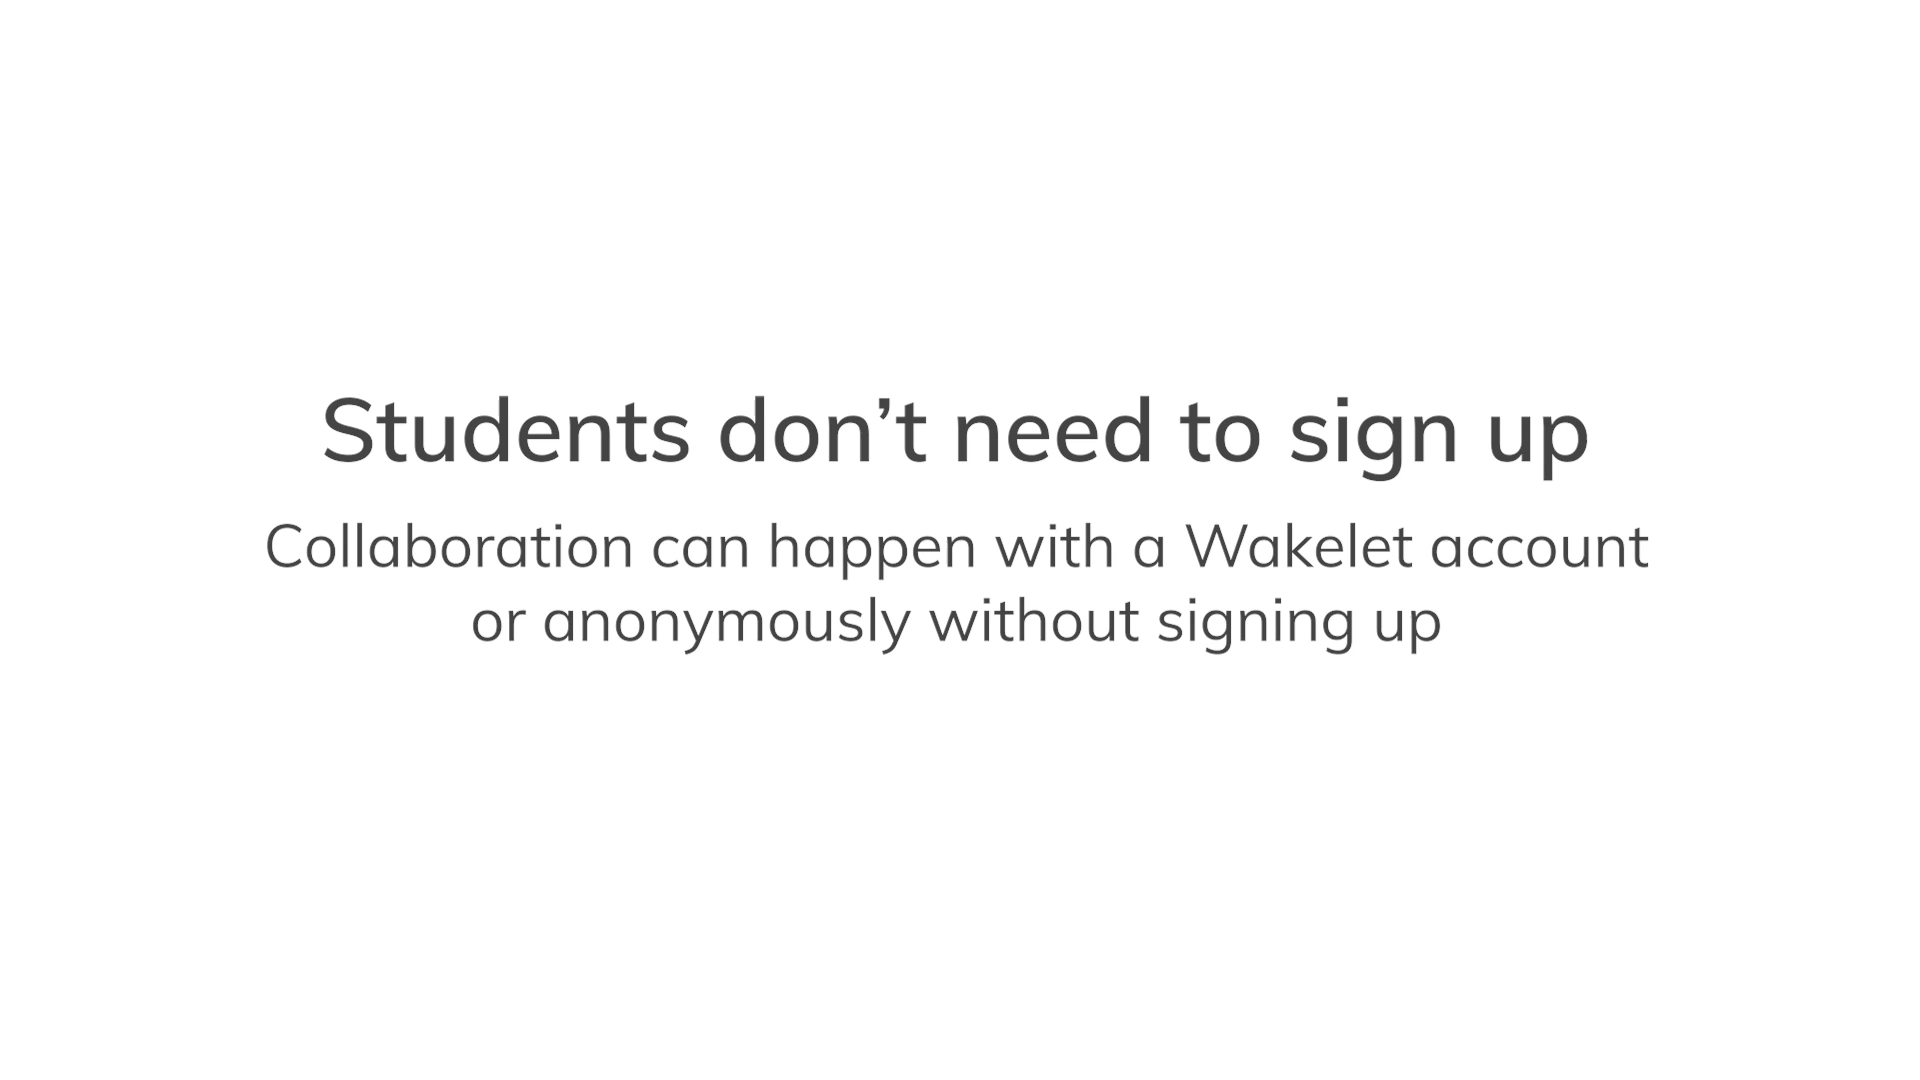 Students don’t need to sign up
Collaboration can happen with a Wakelet account
or anonymously without signing up